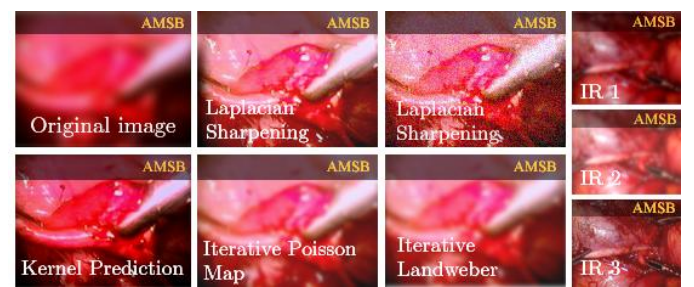 AMSB
Original image
AMSB
Laplacian
Sharpening
AMSB
Laplacian
Sharpening
AMSB
IR 1
AMSB
IR 2
AMSB
IR 3
AMSB
Kernel Prediction
AMSB
Iterative Poisson
Map
AMSB
Iterative
Landweber